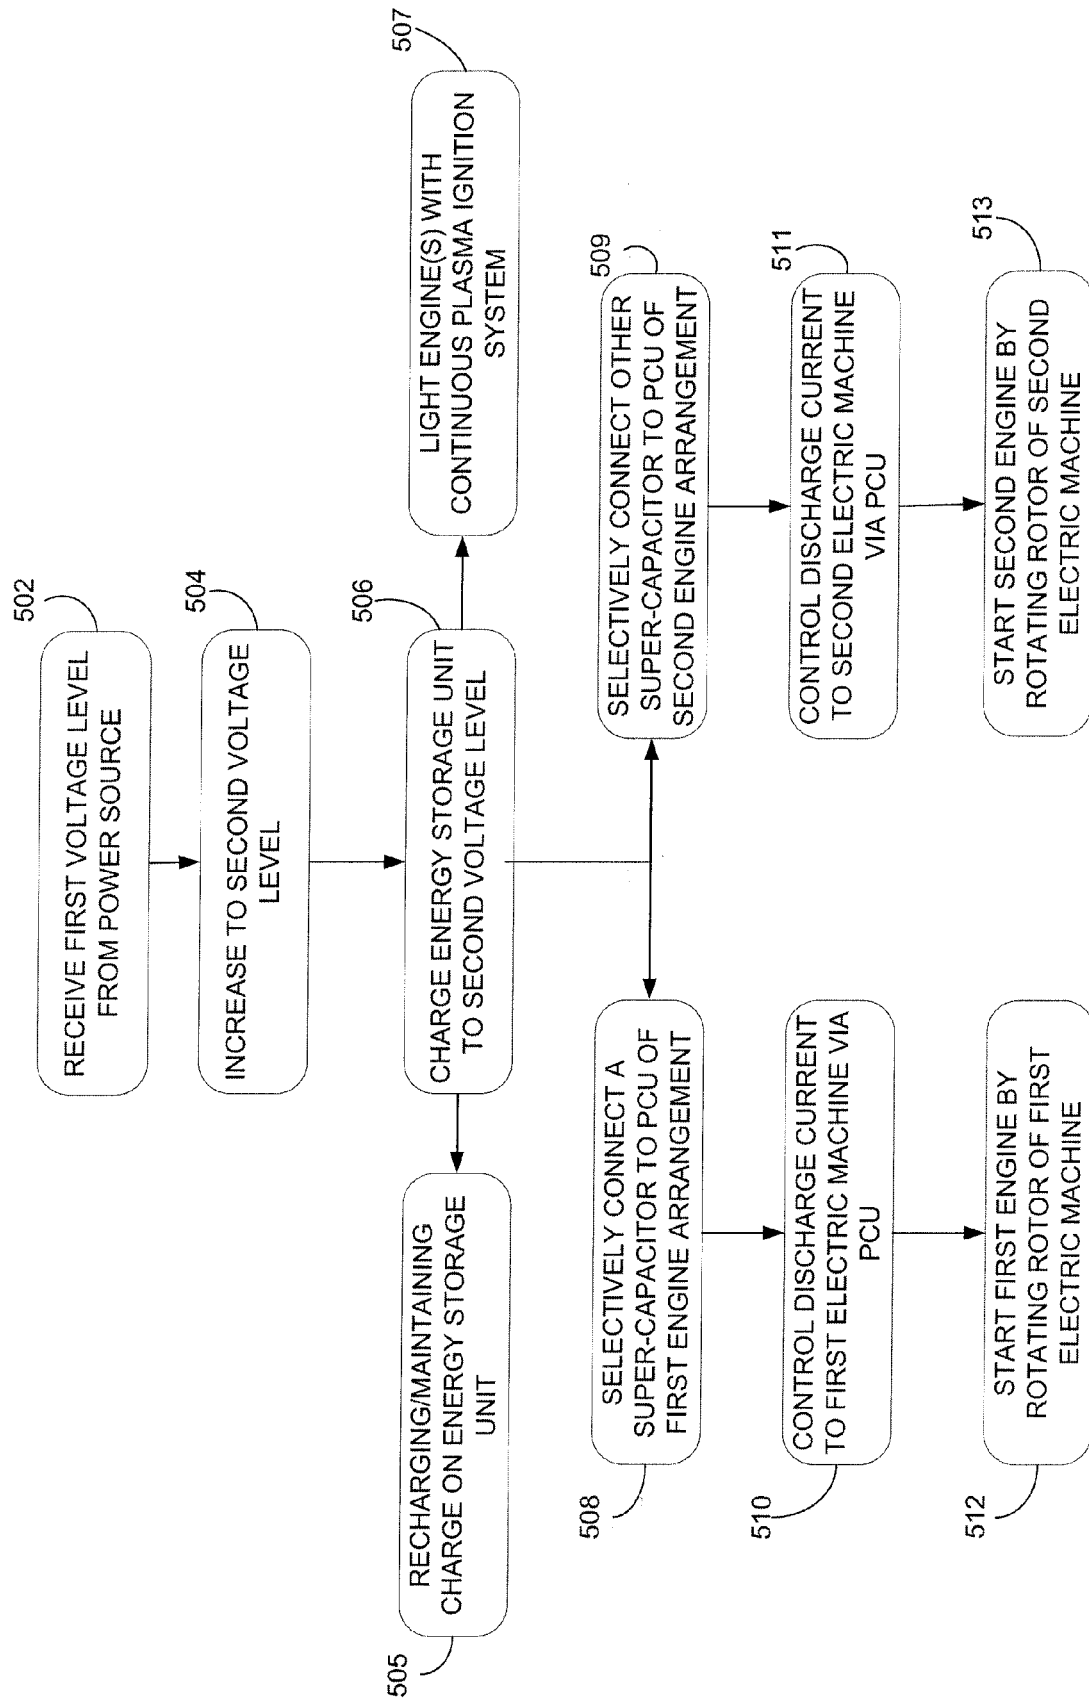 502
RECEIVE FIRST VOLTAGE LEVEL
FROM POWER SOURCE
504
INCREASE TO SECOND VOLTAGE
LEVEL
506
CHARGE ENERGY STORAGE UNIT
TO SECOND VOLTAGE LEVEL
505
RECHARGING/MAINTAINING
CHARGE ON ENERGY STORAGE
UNIT
507
LIGHT ENGINE(S) WITH
CONTINUOUS PLASMA IGNITION
SYSTEM
508
SELECTIVELY CONNECT A
SUPER-CAPACITOR TO PCU OF
FIRST ENGINE ARRANGEMENT
509
SELECTIVELY CONNECT OTHER
SUPER-CAPACITOR TO PCU OF
SECOND ENGINE ARRANGEMENT
510
CONTROL DISCHARGE CURRENT
TO FIRST ELECTRIC MACHINE VIA
PCU
511
CONTROL DISCHARGE CURRENT
TO SECOND ELECTRIC MACHINE
VIA PCU
512
START FIRST ENGINE BY
ROTATING ROTOR OF FIRST
ELECTRIC MACHINE
513
START SECOND ENGINE BY
ROTATING ROTOR OF SECOND
ELECTRIC MACHINE